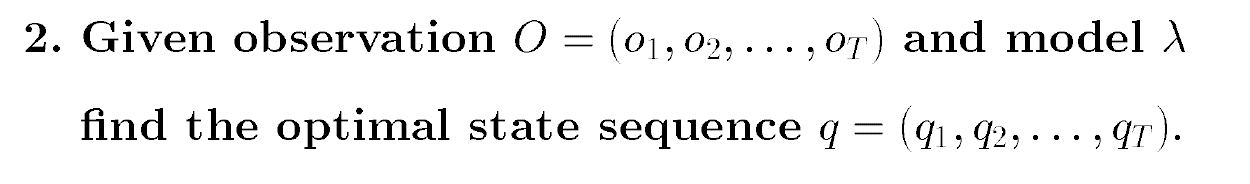 2. Given observation O = (o₁, o₂, . . . , o_T) and model λ
find the optimal state sequence q = (q₁, q₂, . . . , q_T).